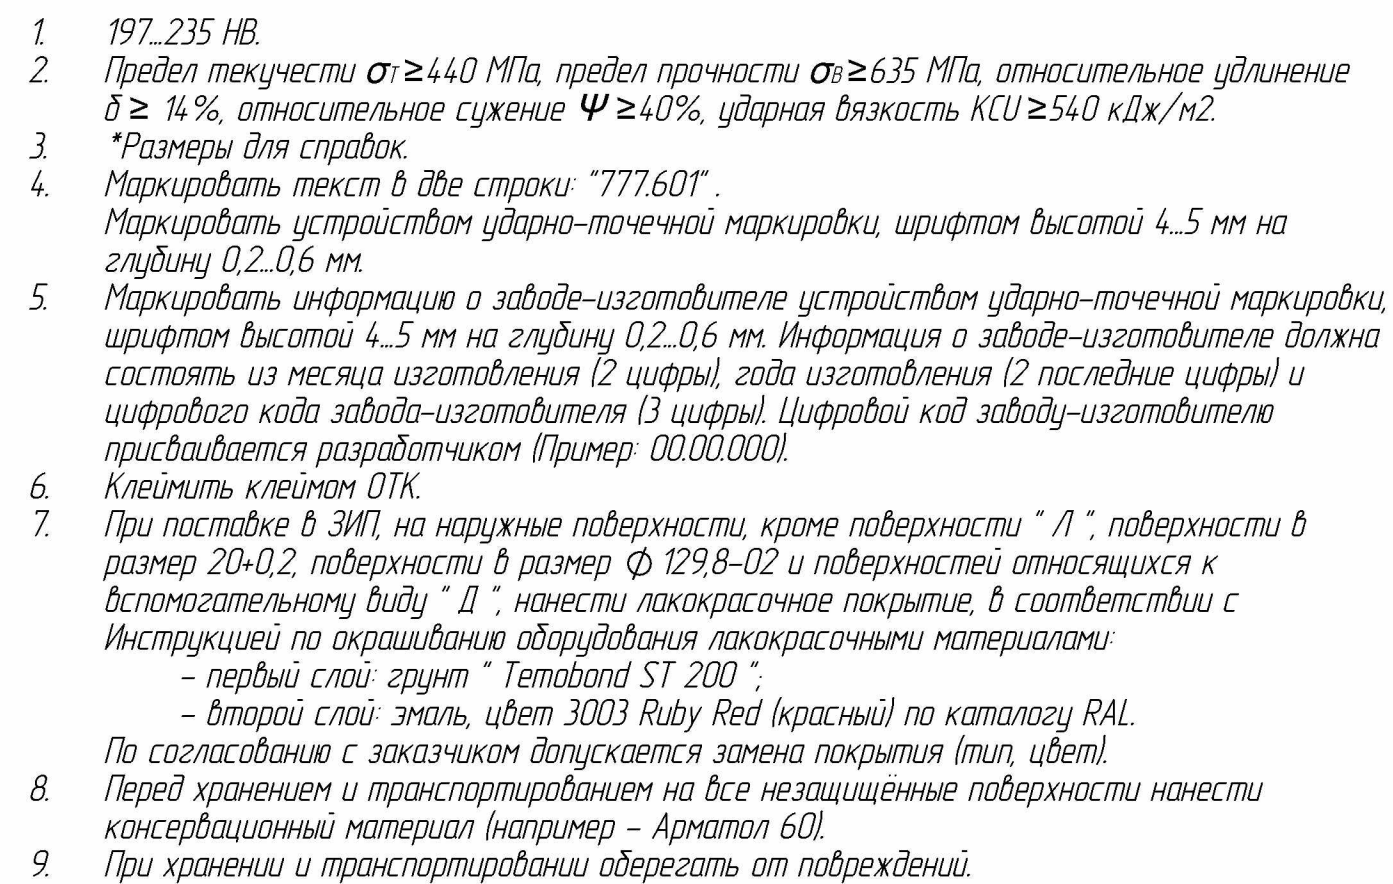 1. 197...235 НВ.
2. Предел текучести σТ≥440 МПа, предел прочности σВ≥635 МПа, относительное удлинение
δ ≥ 14%, относительное сужение Ψ ≥40%, ударная вязкость KCU ≥540 кДж/м2.
3. *Размеры для справок.
4. Маркировать текст в две строки: "777.601" .
Маркировать устройством ударно-точечной маркировки, шрифтом высотой 4...5 мм на
глубину 0,2...0,6 мм.
5. Маркировать информацию о заводе-изготовителе устройством ударно-точечной маркировки,
шрифтом высотой 4...5 мм на глубину 0,2...0,6 мм. Информация о заводе-изготовителе должна
состоять из месяца изготовления (2 цифры), года изготовления (2 последние цифры) и
цифрового кода завода-изготовителя (3 цифры). Цифровой код заводу-изготовителю
присваивается разработчиком (Пример: 00.00.000).
6. Клеймить клеймом ОТК.
7. При поставке в ЗИП, на наружные поверхности, кроме поверхности " Л ", поверхности в
размер 20+0,2, поверхности в размер ϕ 129,8-02 и поверхностей относящихся к
вспомогательному виду " Д ", нанести лакокрасочное покрытие, в соответствии с
Инструкцией по окрашиванию оборудования лакокрасочными материалами:
- первый слой: грунт " Temabond ST 200 ";
- второй слой: эмаль, цвет 3003 Ruby Red (красный) по каталогу RAL.
По согласованию с заказчиком допускается замена покрытия (тип, цвет).
8. Перед хранением и транспортированием на все незащищённые поверхности нанести
консервационный материал (например - Арматол 60).
9. При хранении и транспортировании оберегать от повреждений.